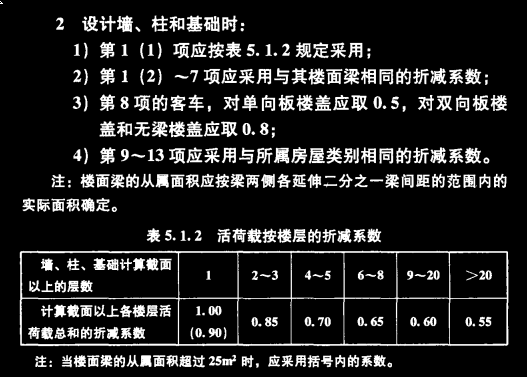 2 设计墙、柱和基础时:
1) 第1(1)项应按表5.1.2规定采用;
2) 第1(2)～7项应采用与其楼面梁相同的折减系数;
3) 第8项的客车,对单向板楼盖应取0.5,对双向板楼
盖和无梁楼盖应取0.8;
4) 第9～13项应采用与所属房屋类别相同的折减系数。
注:楼面梁的从属面积应按梁两侧各延伸二分之一梁间距的范围内的
实际面积确定。
表5.1.2 活荷载按楼层的折减系数
墙、柱、基础计算截面
以上的层数
1 2～3 4～5 6～8 9～20 >20
计算截面以上各楼层活
荷载总和的折减系数
1.00
(0.90)
0.85 0.70 0.65 0.60 0.55
注:当楼面梁的从属面积超过25m²时,应采用括号内的系数。